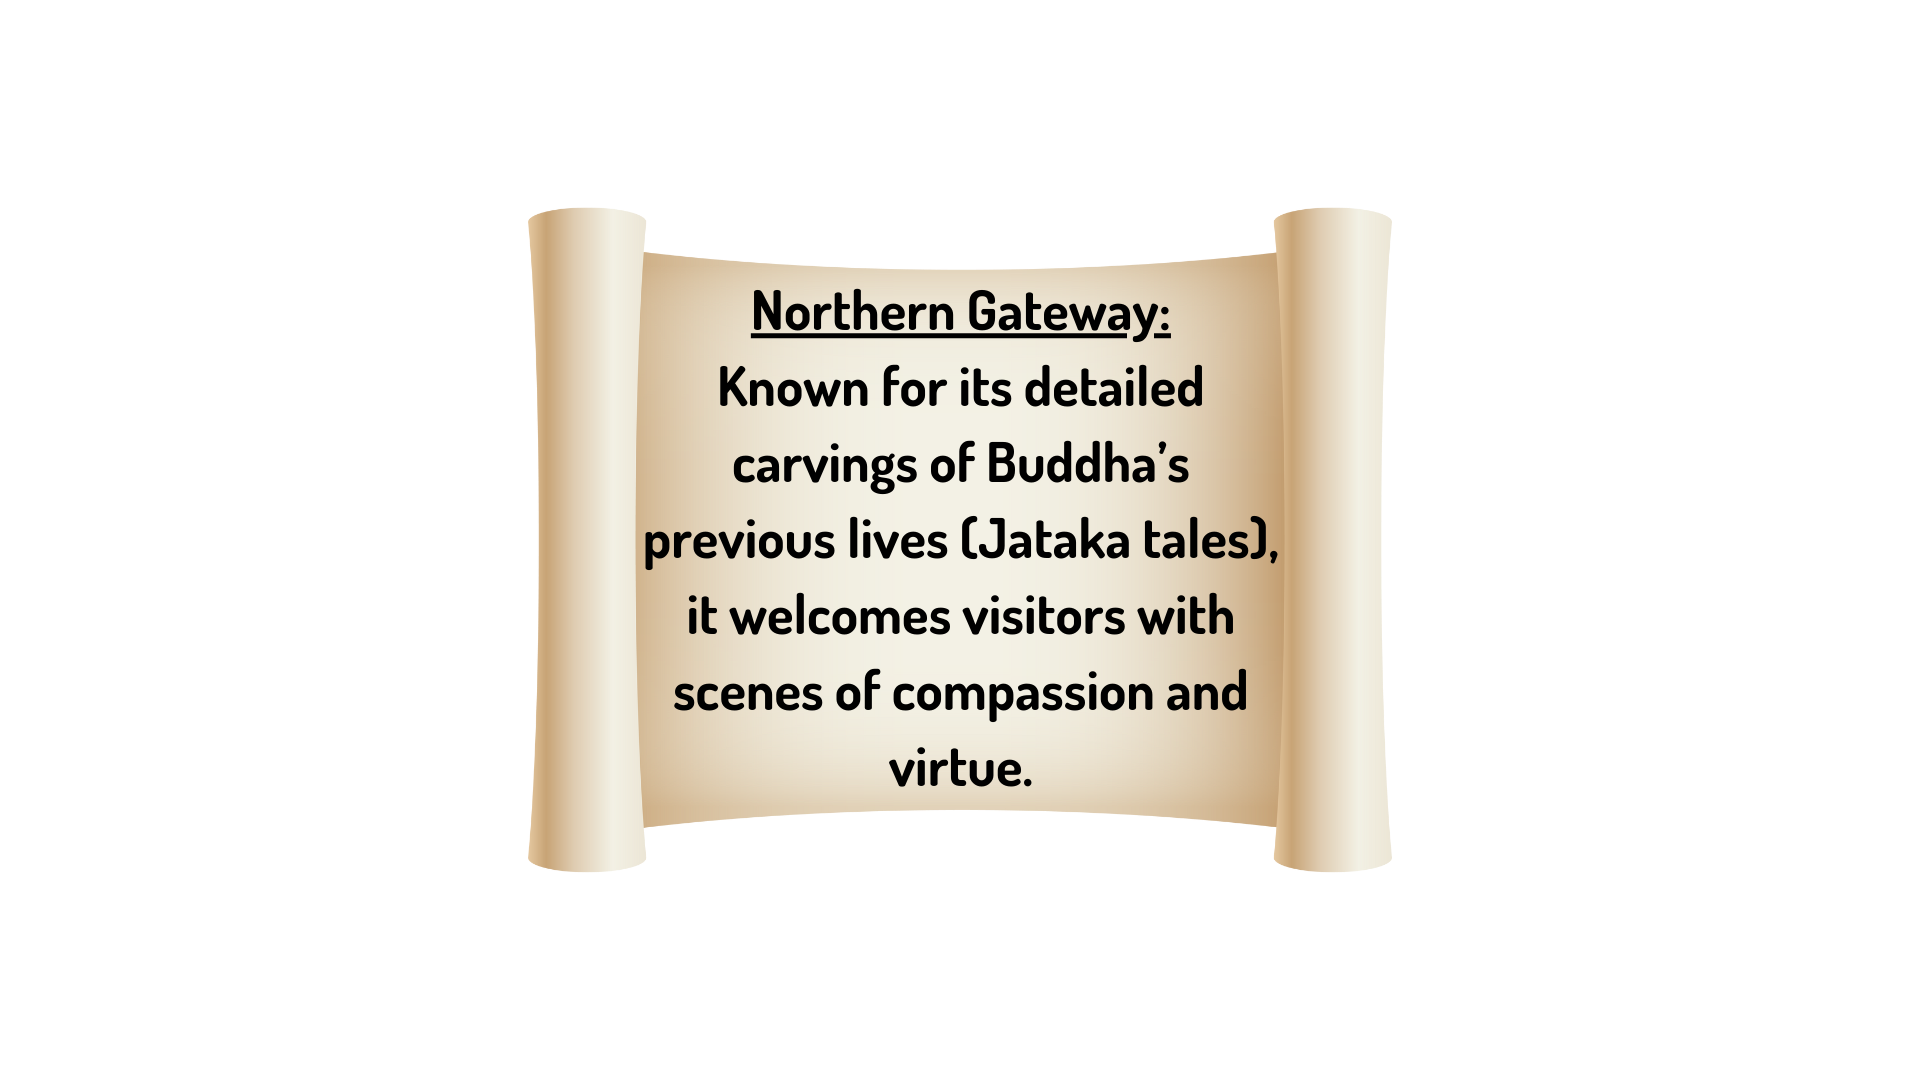 Northern Gateway:
Known for its detailed
carvings of Buddha’s
previous lives (Jataka tales),
it welcomes visitors with
scenes of compassion and
virtue.